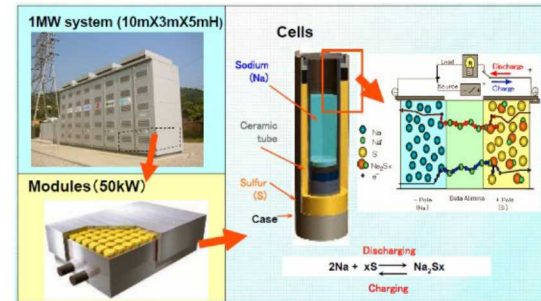 1MW system (10mX3mX5mH)
Modules(50kW)
Cells
Sodium
(Na)
Ceramic
tube
Sulfur
(S)
Case
Load
Source
Discharge
Charge
Na
Na⁺
S
Na₂Sx
e⁻
− Pole
(Na)
Beta Alimina
+ Pole
(S)
Discharging
2Na + xS Na₂Sx
Charging